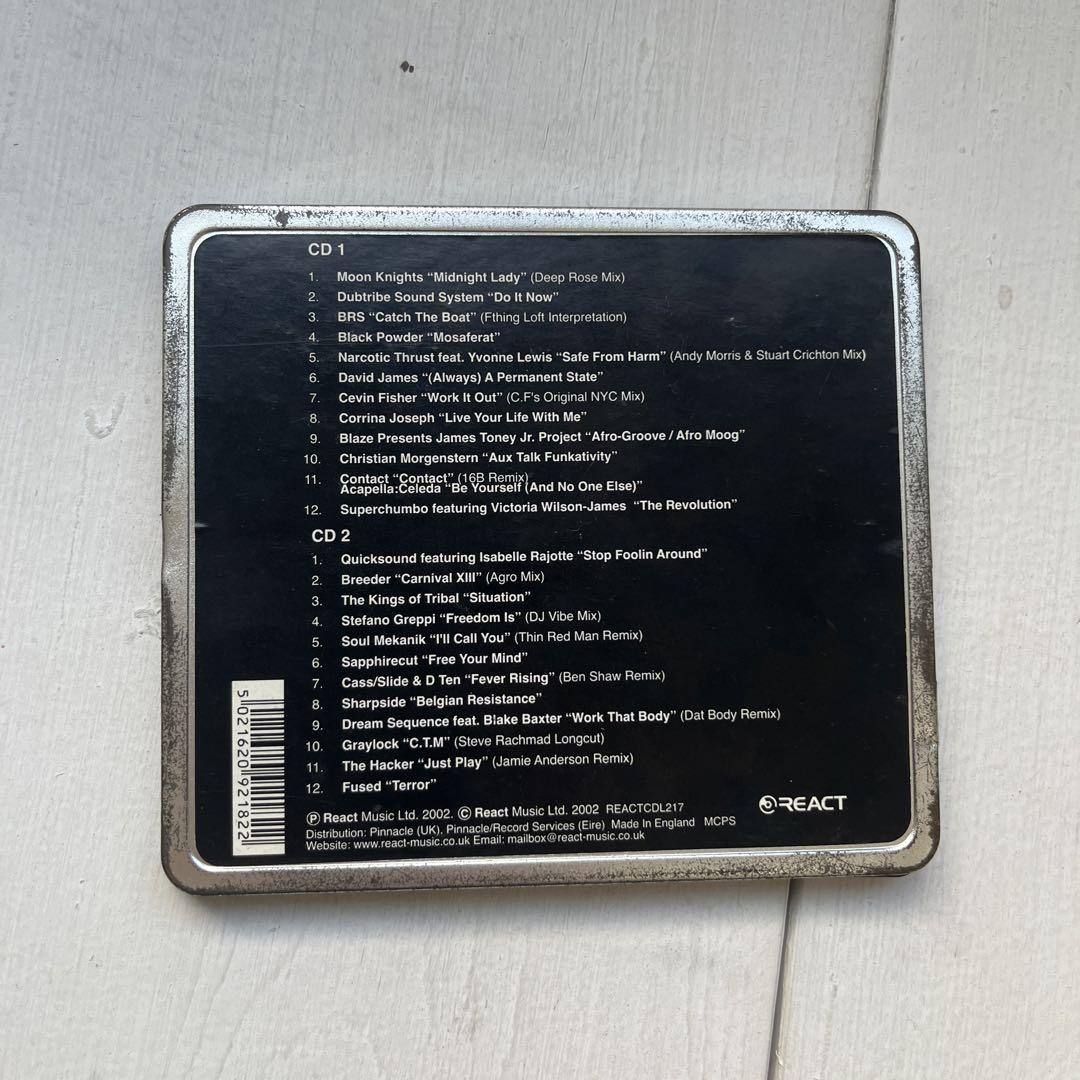 CD 1
1. Moon Knights “Midnight Lady” (Deep Rose Mix)
2. Dubtribe Sound System “Do It Now”
3. BRS “Catch The Boat” (Fthing Loft Interpretation)
4. Black Powder “Mosaferat”
5. Narcotic Thrust feat. Yvonne Lewis “Safe From Harm” (Andy Morris & Stuart Crichton Mix)
6. David James “(Always) A Permanent State”
7. Cevin Fisher “Work It Out” (C.F's Original NYC Mix)
8. Corrina Joseph “Live Your Life With Me”
9. Blaze Presents James Toney Jr. Project “Afro-Groove / Afro Moog”
10. Christian Morgenstern “Aux Talk Funkativity”
11. Contact “Contact” (16B Remix)
Acapella:Celeda “Be Yourself (And No One Else)”
12. Superchumbo featuring Victoria Wilson-James “The Revolution”
CD 2
1. Quicksound featuring Isabelle Rajotte “Stop Foolin Around”
2. Breeder “Carnival XIII” (Agro Mix)
3. The Kings of Tribal “Situation”
4. Stefano Greppi “Freedom Is” (DJ Vibe Mix)
5. Soul Mekanik “I'll Call You” (Thin Red Man Remix)
6. Sapphirecut “Free Your Mind”
7. Cass/Slide & D Ten “Fever Rising” (Ben Shaw Remix)
8. Sharpside “Belgian Resistance”
9. Dream Sequence feat. Blake Baxter “Work That Body” (Dat Body Remix)
10. Graylock “C.T.M” (Steve Rachmad Longcut)
11. The Hacker “Just Play” (Jamie Anderson Remix)
12. Fused “Terror”
℗ React Music Ltd. 2002. © React Music Ltd. 2002 REACTCDL217
Distribution: Pinnacle (UK). Pinnacle/Record Services (Eire) Made In England MCPS
Website: www.react-music.co.uk Email: mailbox@react-music.co.uk
REACT
5 021620 921822